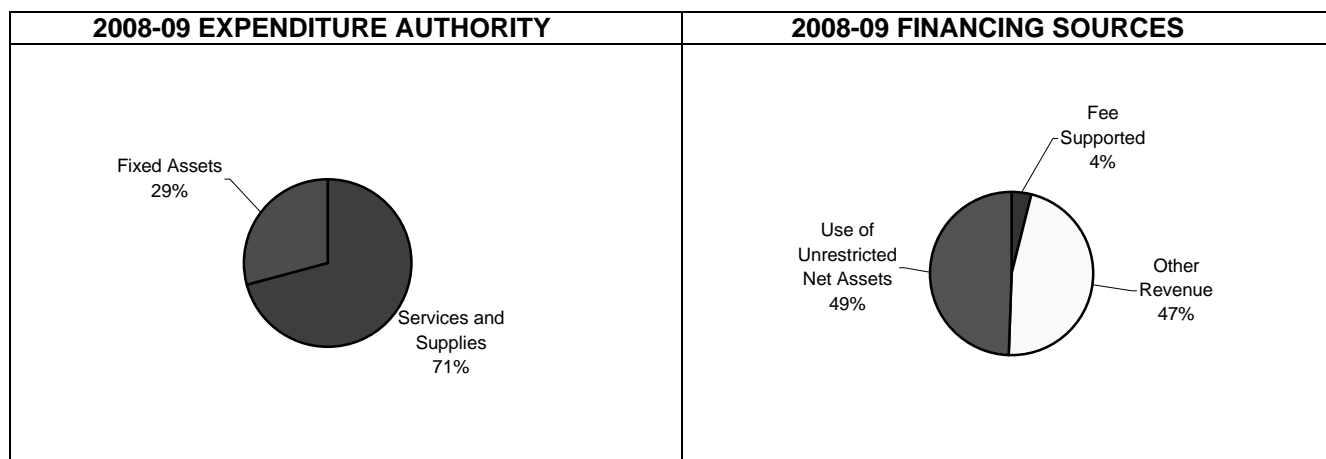 2008-09 EXPENDITURE AUTHORITY
Fixed Assets
29%
Services and
Supplies
71%
2008-09 FINANCING SOURCES
Fee
Supported
4%
Use of
Unrestricted
Net Assets
49%
Other
Revenue
47%